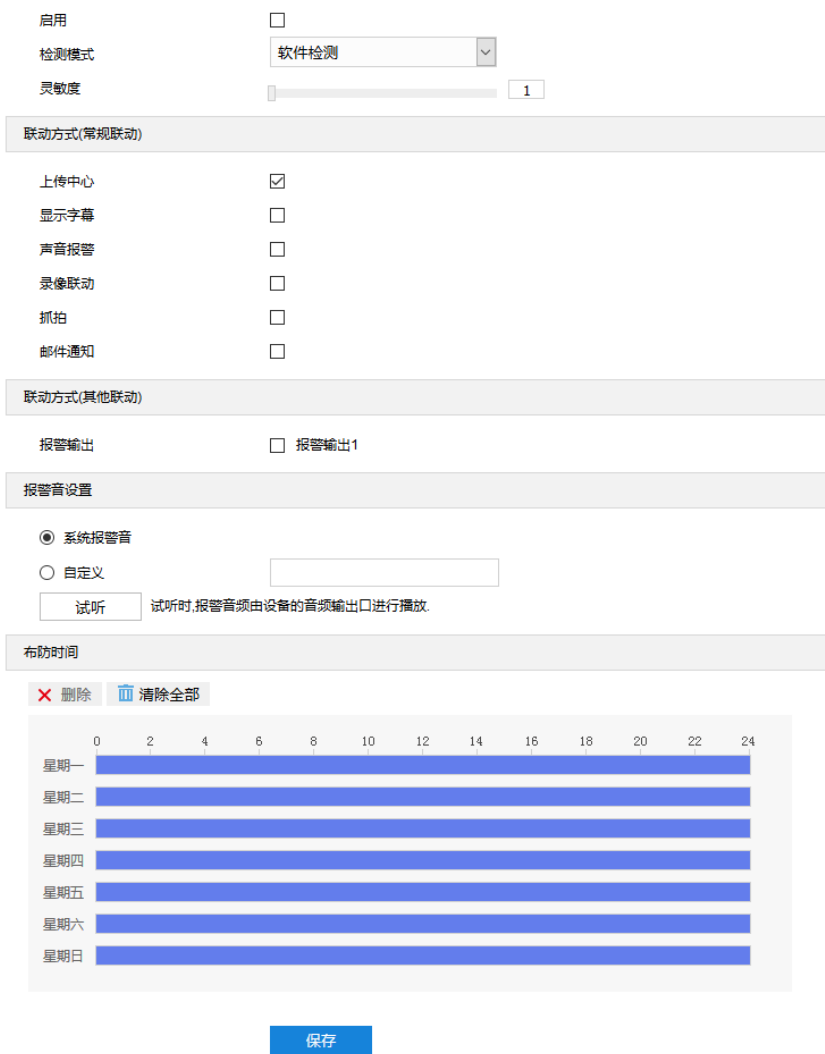 启用
检测模式 软件检测
灵敏度 1
联动方式(常规联动)
上传中心
显示字幕
声音报警
录像联动
抓拍
邮件通知
联动方式(其他联动)
报警输出 报警输出1
报警音设置
系统报警音
自定义
试听 试听时,报警音频由设备的音频输出口进行播放.
布防时间
删除 清除全部
0 2 4 6 8 10 12 14 16 18 20 22 24
星期一
星期二
星期三
星期四
星期五
星期六
星期日
保存